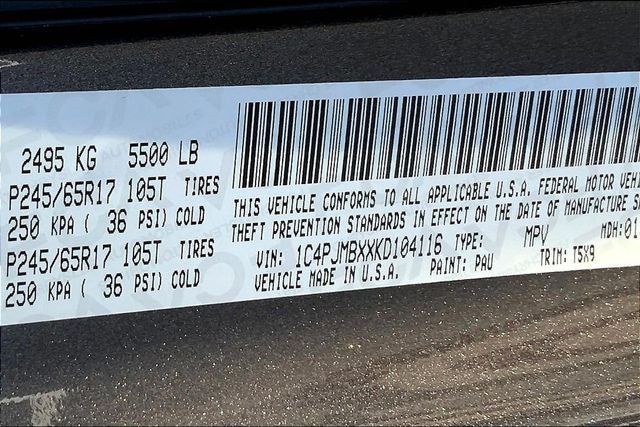 2495 KG 5500 LB
P245/65R17 105T TIRES
250 KPA ( 36 PSI) COLD
P245/65R17 105T TIRES
250 KPA ( 36 PSI) COLD
THIS VEHICLE CONFORMS TO ALL APPLICABLE U.S.A. FEDERAL MOTOR VEHI
THEFT PREVENTION STANDARDS IN EFFECT ON THE DATE OF MANUFACTURE S
VIN: 1C4PJMBXXKD104116 TYPE: MPV MDH:01
VEHICLE MADE IN U.S.A. PAINT: PAU TRIM: T5X9